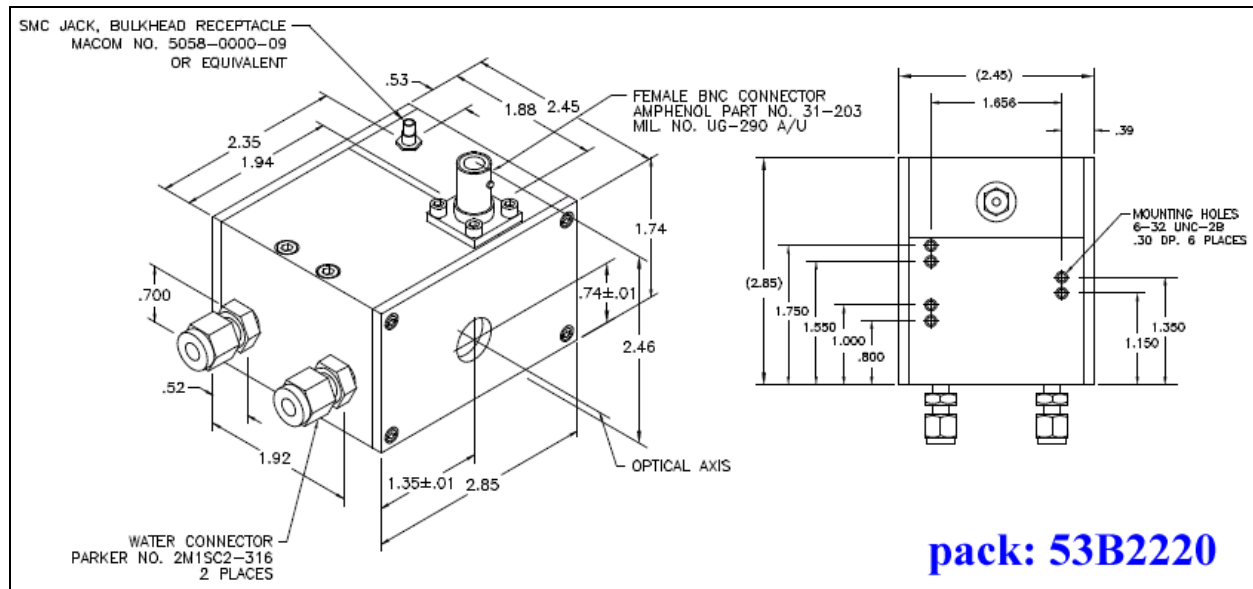 SMC JACK, BULKHEAD RECEPTACLE
MACOM NO. 5058-0000-09
OR EQUIVALENT
.53
1.88
2.45
FEMALE BNC CONNECTOR
AMPHENOL PART NO. 31-203
MIL. NO. UG-290 A/U
2.35
1.94
1.74
.700
.74±.01
2.46
.52
1.92
1.35±.01
2.85
OPTICAL AXIS
WATER CONNECTOR
PARKER NO. 2M1SC2-316
2 PLACES
(2.45)
1.656
.39
MOUNTING HOLES
6-32 UNC-2B
.30 DP. 6 PLACES
(2.85)
1.750
1.550
1.000
.800
1.350
1.150
pack: 53B2220